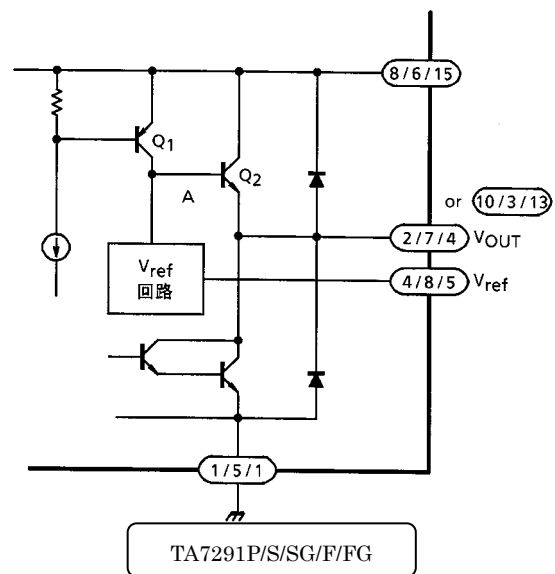 8/6/15
Q1
Q2
A
or 10/3/13
2/7/4 VOUT
Vref
回路
4/8/5 Vref
1/5/1
TA7291P/S/SG/F/FG